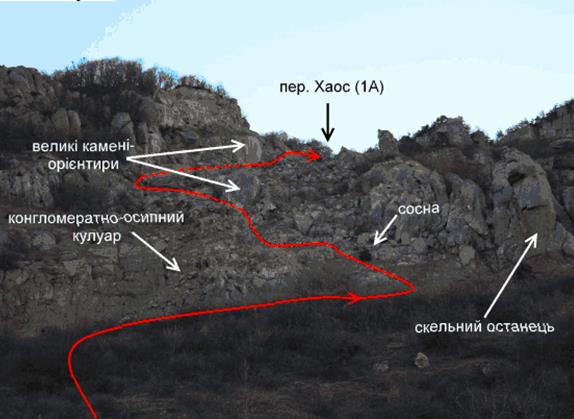 пер. Хаос (1А)
великі камені-
орієнтири
конгломератно-осипний
кулуар
сосна
скельний останець